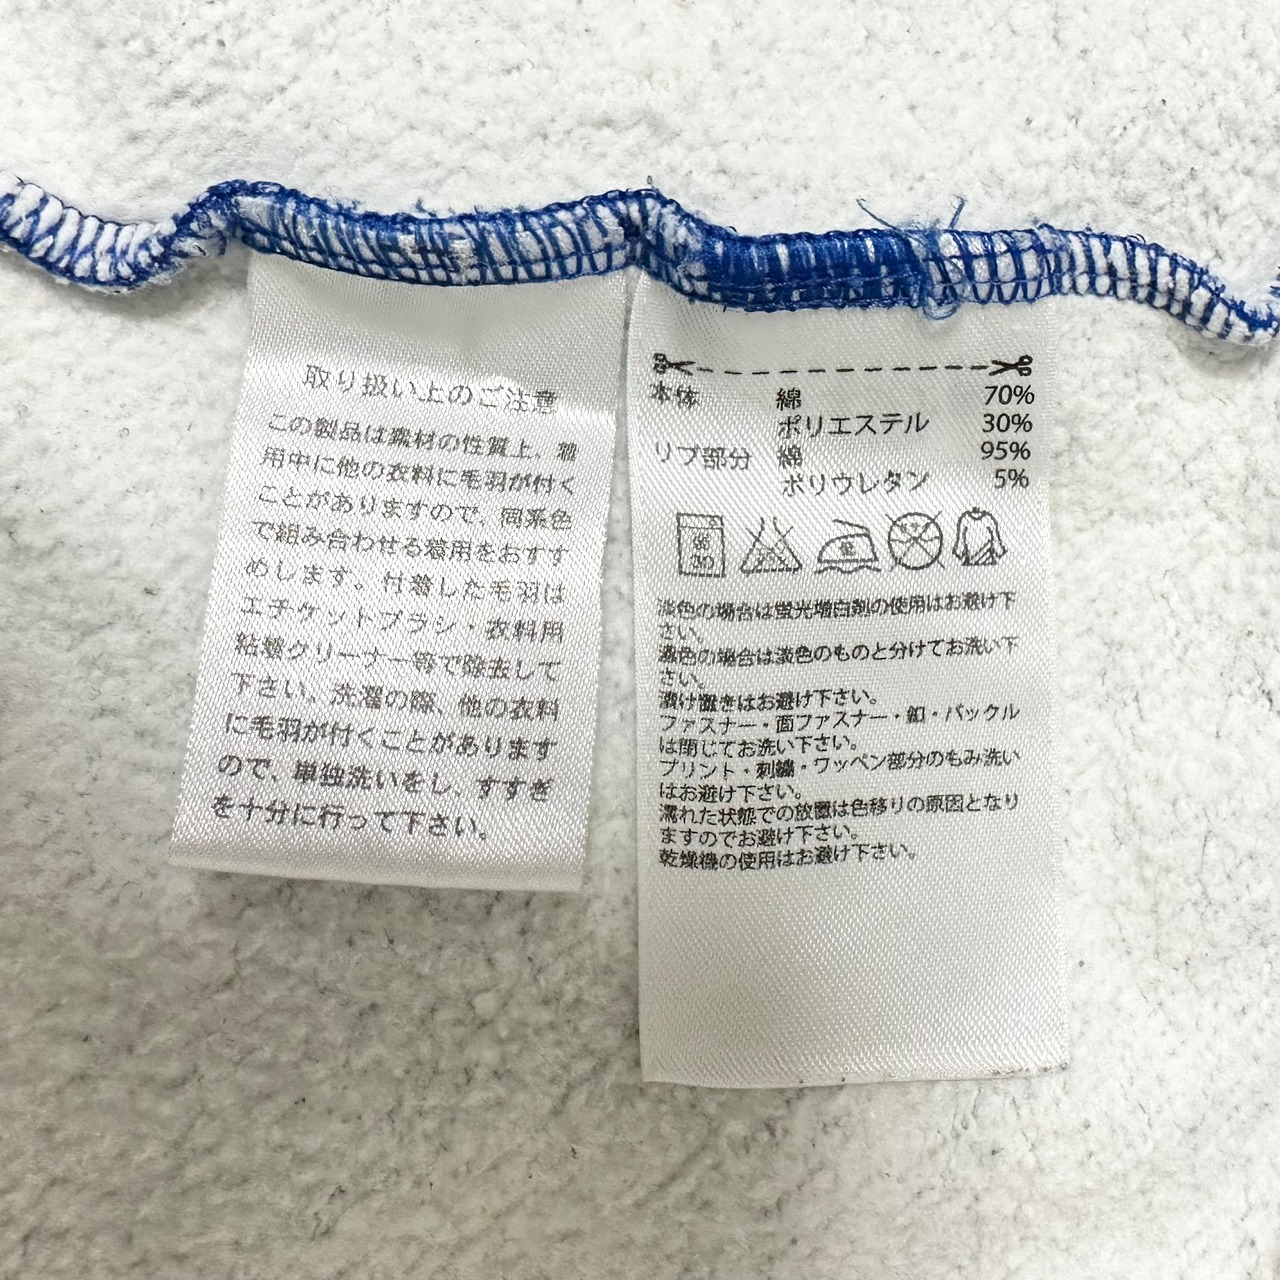 取り扱い上のご注意
この製品は素材の性質上、着
用中に他の衣料に毛羽が付く
ことがありますので、同系色
で組み合わせる着用をおすす
めします。付着した毛羽は
エチケットブラシ・衣料用
粘着クリーナー等で除去して
下さい。洗濯の際、他の衣料
に毛羽が付くことがあります
ので、単独洗いをし、すすぎ
を十分に行って下さい。
本体 綿 70%
ポリエステル 30%
リブ部分 綿 95%
ポリウレタン 5%
淡色の場合は蛍光増白剤の使用はお避け下
さい。
濃色の場合は淡色のものと分けてお洗い下
さい。
漬け置きはお避け下さい。
ファスナー・面ファスナー・釦・バックル
は閉じてお洗い下さい。
プリント・刺繍・ワッペン部分のもみ洗い
はお避け下さい。
濡れた状態での放置は色移りの原因となり
ますのでお避け下さい。
乾燥機の使用はお避け下さい。